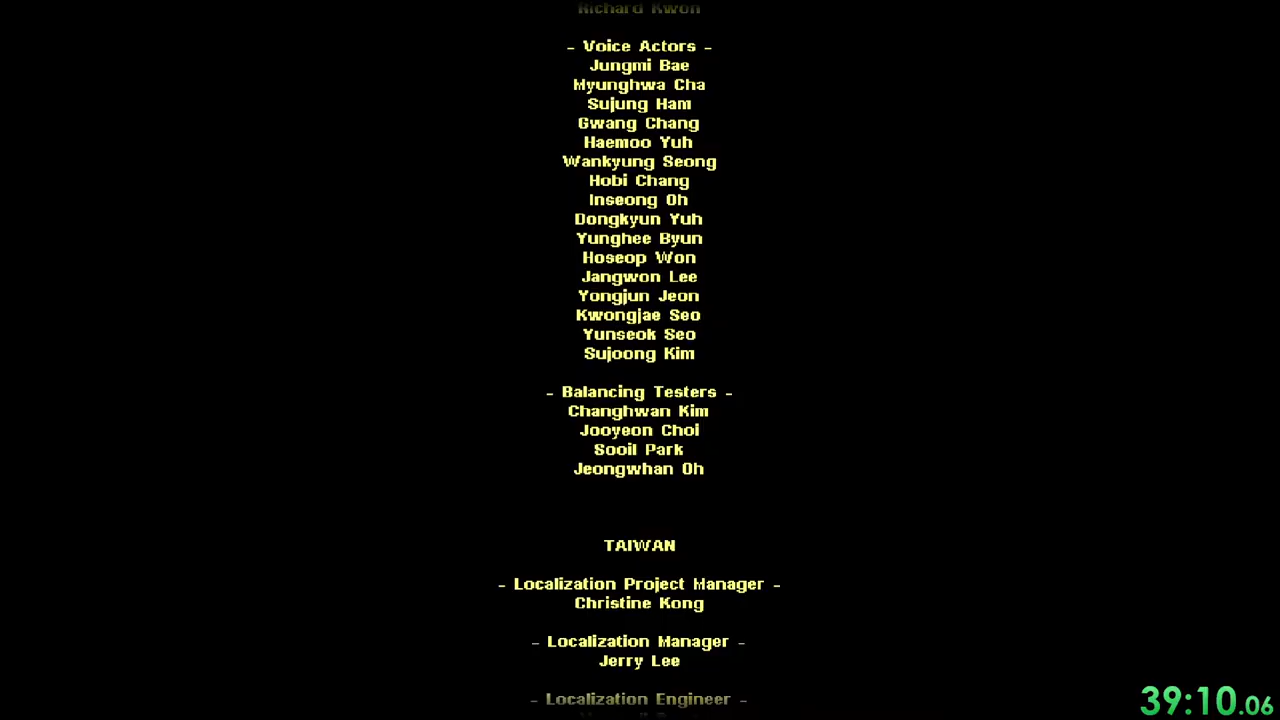 Richard Kwon
- Voice Actors -
Jungmi Bae
Myunghwa Cha
Sujung Ham
Gwang Chang
Haemoo Yuh
Wankyung Seong
Hobi Chang
Inseong Oh
Dongkyun Yuh
Yunghee Byun
Hoseop Won
Jangwon Lee
Yongjun Jeon
Kwongjae Seo
Yunseok Seo
Sujoong Kim
- Balancing Testers -
Changhwan Kim
Jooyeon Choi
Sooil Park
Jeongwhan Oh
TAIWAN
- Localization Project Manager -
Christine Kong
- Localization Manager -
Jerry Lee
- Localization Engineer -
39:10.06